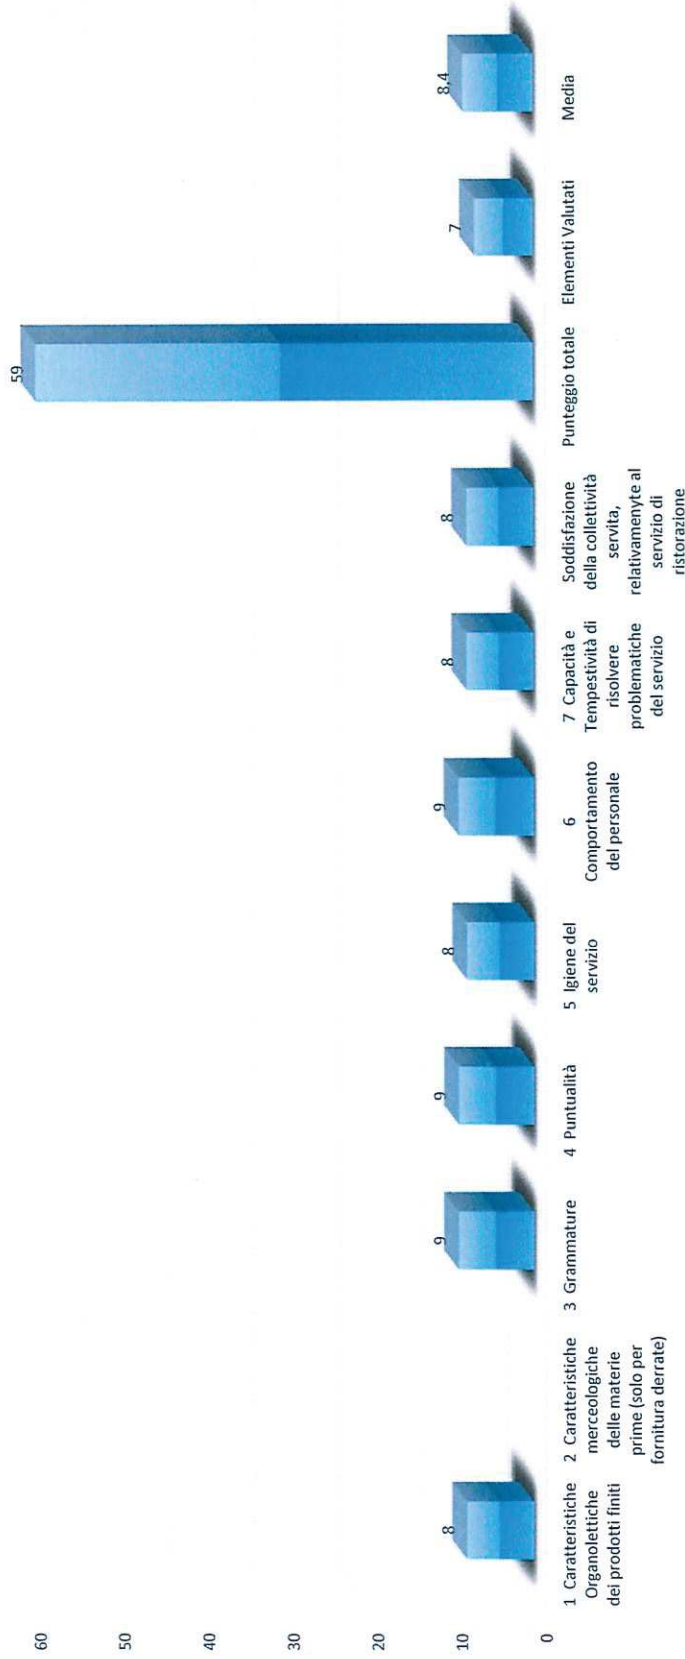 60
50
40
30
20
10
0
8
9
9
8
9
8
8
59
7
8,4
1 Caratteristiche
Organolettiche
dei prodotti finiti
2 Caratteristiche
merceologiche
delle materie
prime (solo per
fornitura derrate)
3 Grammature
4 Puntualità
5 Igiene del
servizio
6
Comportamento
del personale
7 Capacità e
Tempestività di
risolvere
problematiche
del servizio
Soddisfazione
della collettività
servita,
relativamenyte al
servizio di
ristorazione
Punteggio totale
Elementi Valutati
Media